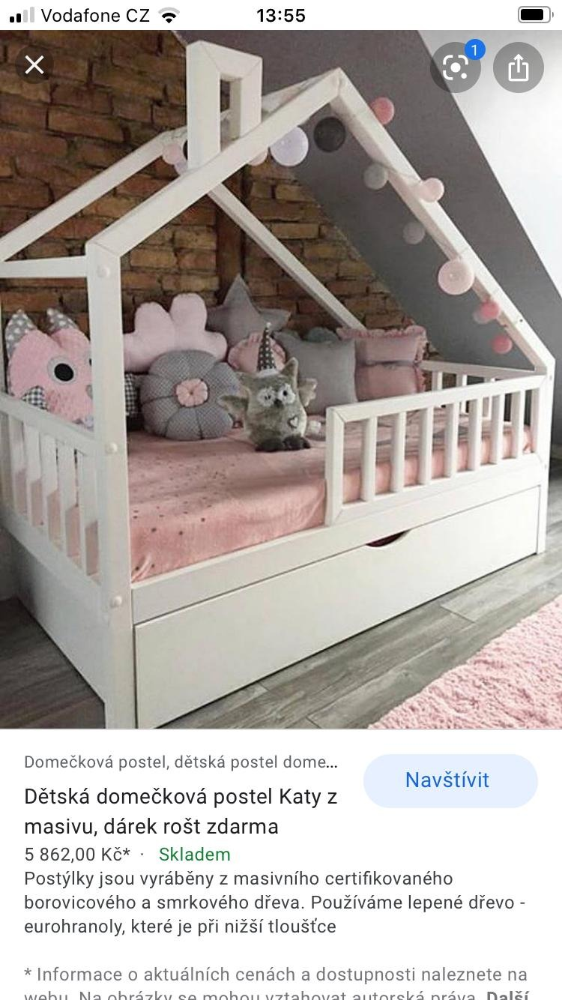 Vodafone CZ 13:55
1
Domečková postel, dětská postel dome...
Navštívit
Dětská domečková postel Katy z
masivu, dárek rošt zdarma
5 862,00 Kč* · Skladem
Postýlky jsou vyráběny z masivního certifikovaného
borovicového a smrkového dřeva. Používáme lepené dřevo -
eurohranoly, které je při nižší tloušťce
* Informace o aktuálních cenách a dostupnosti naleznete na
webu. Na obrázky se mohou vztahovat autorská práva. Další